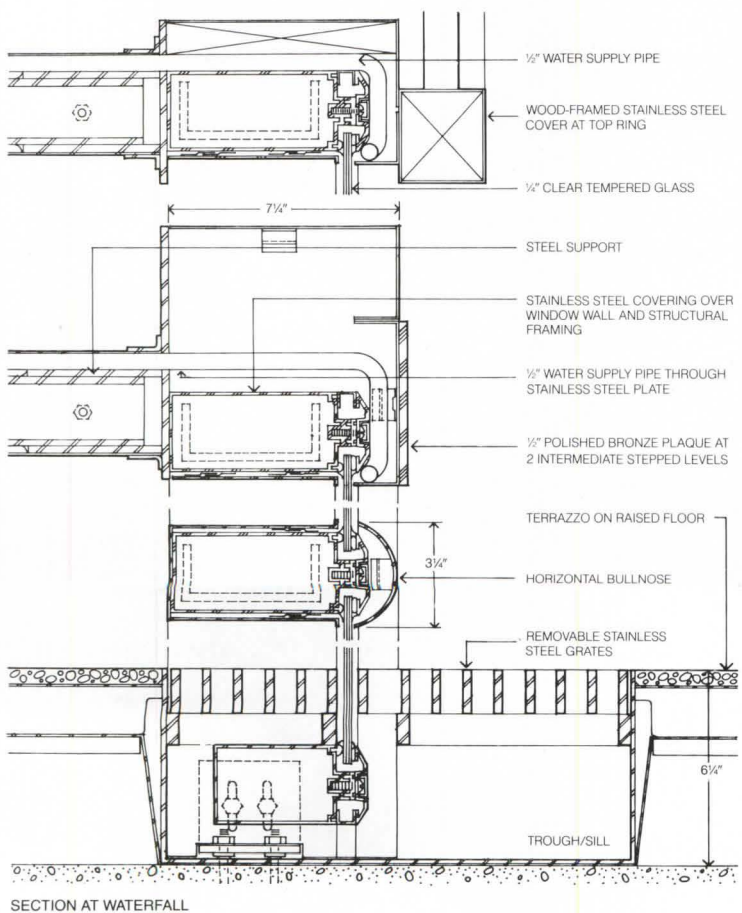 ½" WATER SUPPLY PIPE
WOOD-FRAMED STAINLESS STEEL
COVER AT TOP RING
¼" CLEAR TEMPERED GLASS
7¼"
STEEL SUPPORT
STAINLESS STEEL COVERING OVER
WINDOW WALL AND STRUCTURAL
FRAMING
½" WATER SUPPLY PIPE THROUGH
STAINLESS STEEL PLATE
½" POLISHED BRONZE PLAQUE AT
2 INTERMEDIATE STEPPED LEVELS
TERRAZZO ON RAISED FLOOR
3¼"
HORIZONTAL BULLNOSE
REMOVABLE STAINLESS
STEEL GRATES
6¼"
TROUGH/SILL
SECTION AT WATERFALL